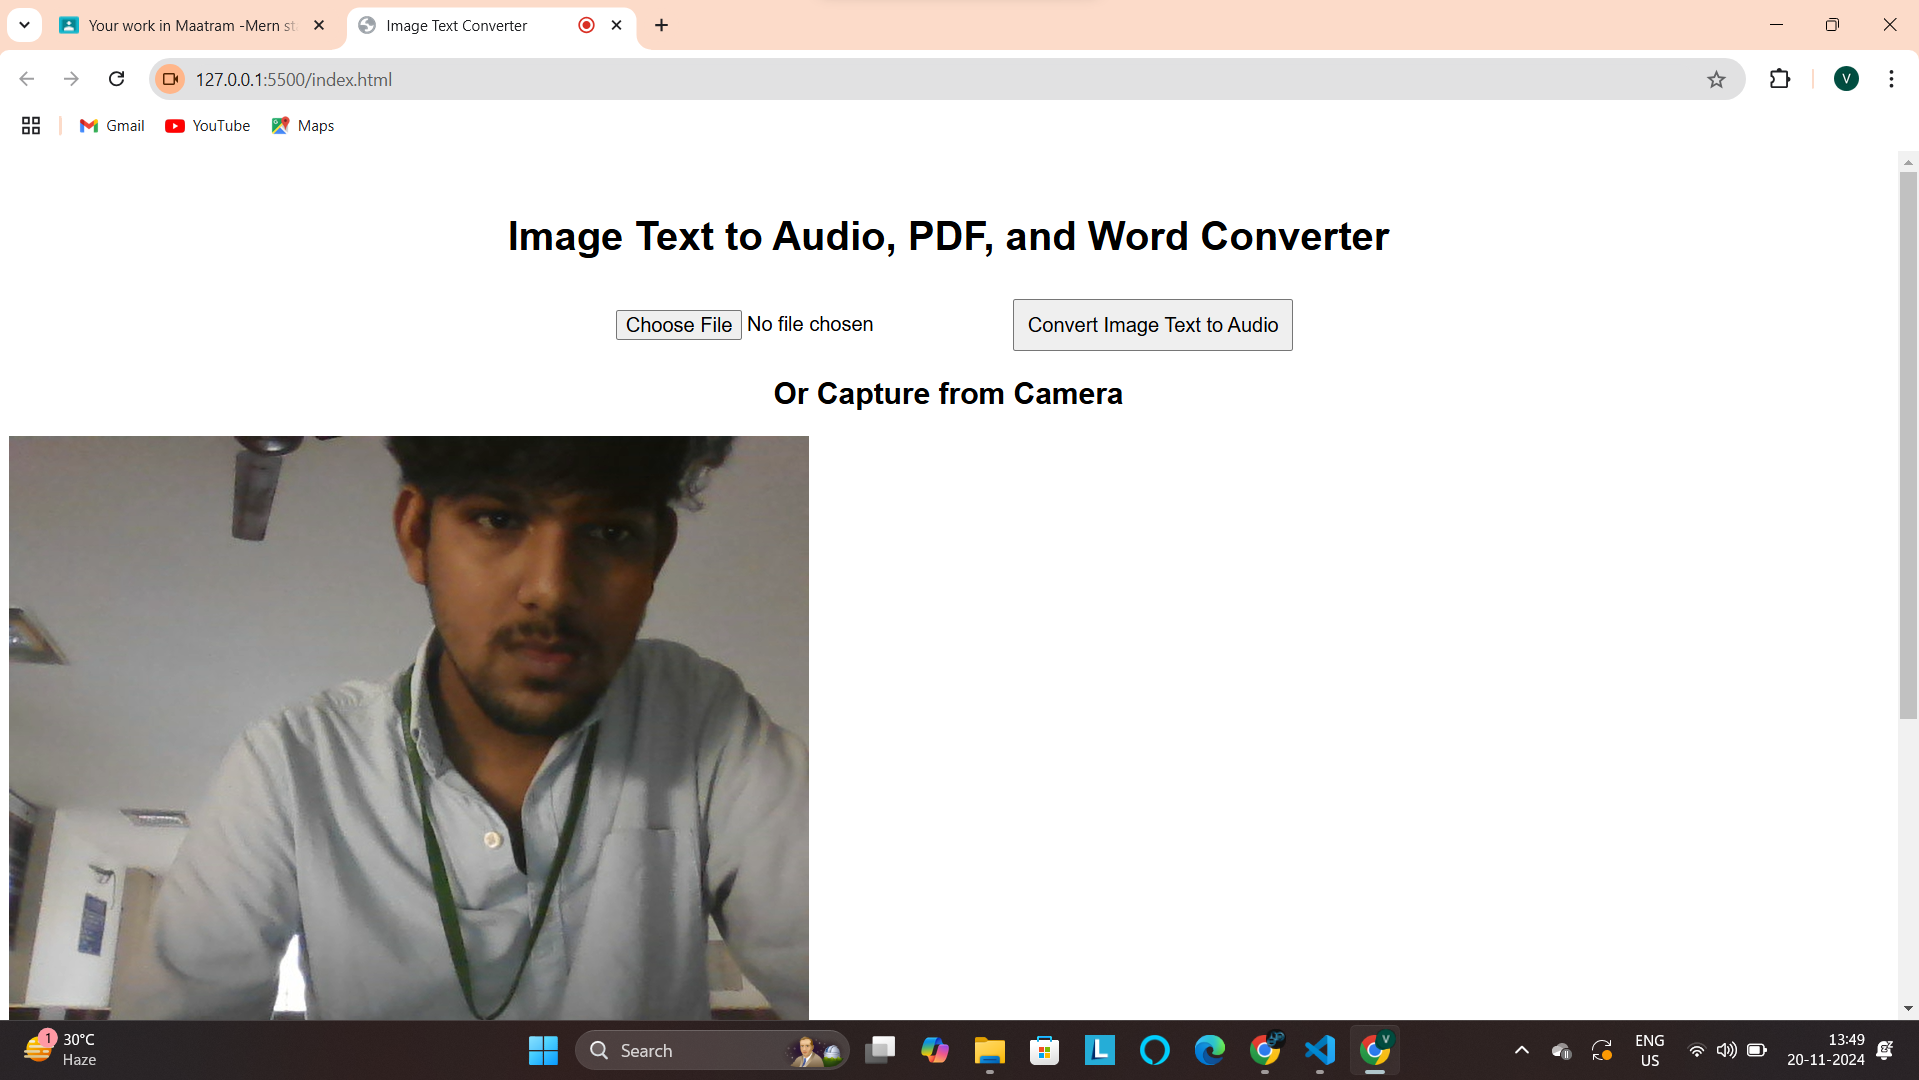 Your work in Maatram -Mern st
Image Text Converter
127.0.0.1:5500/index.html
V
Gmail
YouTube
Maps
Image Text to Audio, PDF, and Word Converter
Choose File No file chosen
Convert Image Text to Audio
Or Capture from Camera
1
30°C
Haze
Search
L
V
ENG
US
13:49
20-11-2024